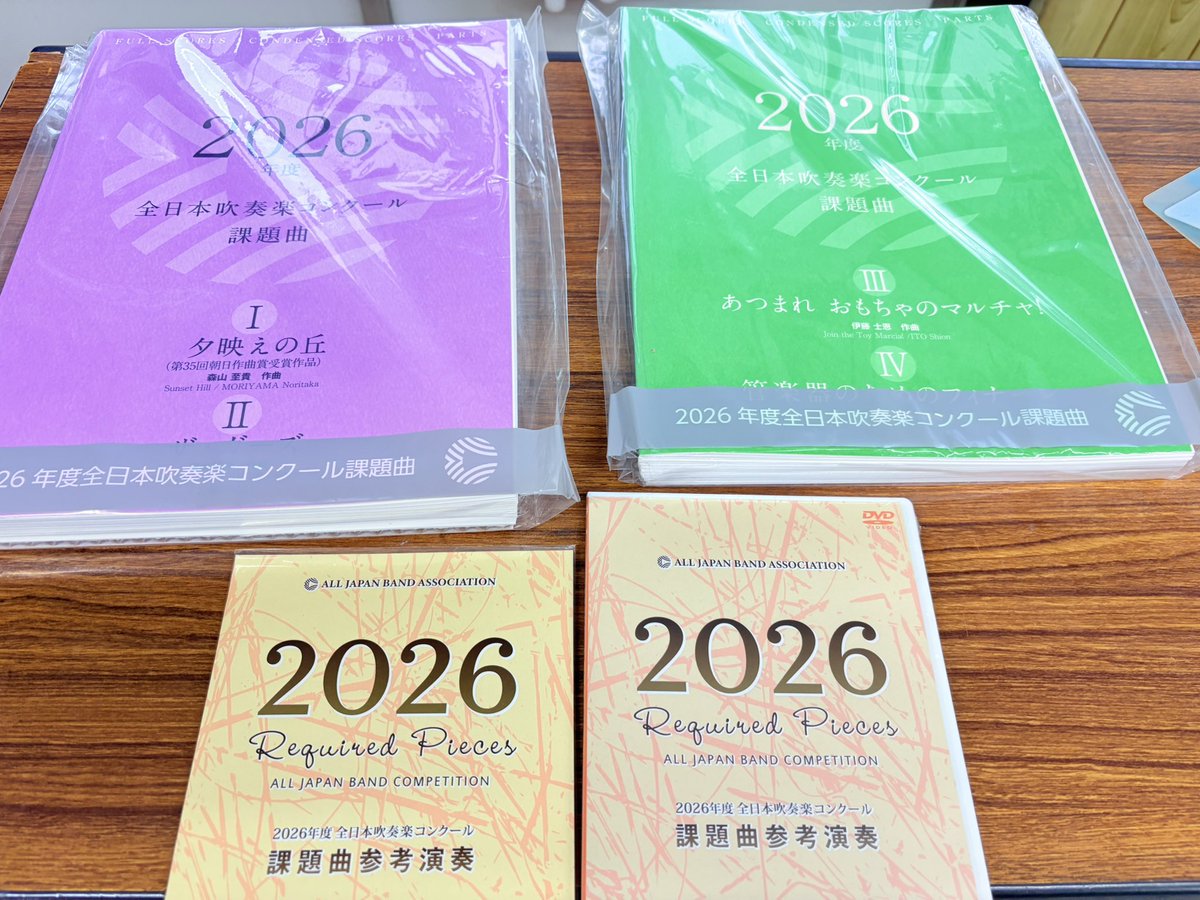 FULL SCORES CONDENSED SCORES PARTS
2026
年度
全日本吹奏楽コンクール
課題曲
I
夕映えの丘
(第35回朝日作曲賞受賞作品)
森山 至貴 作曲
Sunset Hill / MORIYAMA Noritaka
II
26 年度全日本吹奏楽コンクール課題曲
FULL SCORES CONDENSED SCORES PARTS
2026
年度
全日本吹奏楽コンクール
課題曲
III
あつまれ おもちゃのマルチャ!
伊藤 士恩 作曲
Join the Toy Marcia! /ITO Shion
IV
2026 年度全日本吹奏楽コンクール課題曲
ALL JAPAN BAND ASSOCIATION
2026
Required Pieces
ALL JAPAN BAND COMPETITION
2026年度 全日本吹奏楽コンクール
課題曲参考演奏
DVD
VIDEO
ALL JAPAN BAND ASSOCIATION
2026
Required Pieces
ALL JAPAN BAND COMPETITION
2026年度 全日本吹奏楽コンクール
課題曲参考演奏